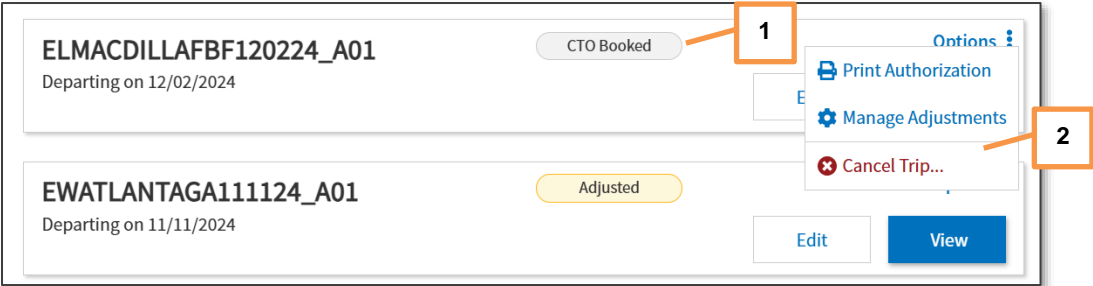 1
ELMACDILLAFBF120224_A01
CTO Booked
Options
Departing on 12/02/2024
Print Authorization
E
Manage Adjustments
2
Cancel Trip...
EWATLANTAGA111124_A01
Adjusted
Departing on 11/11/2024
Edit
View